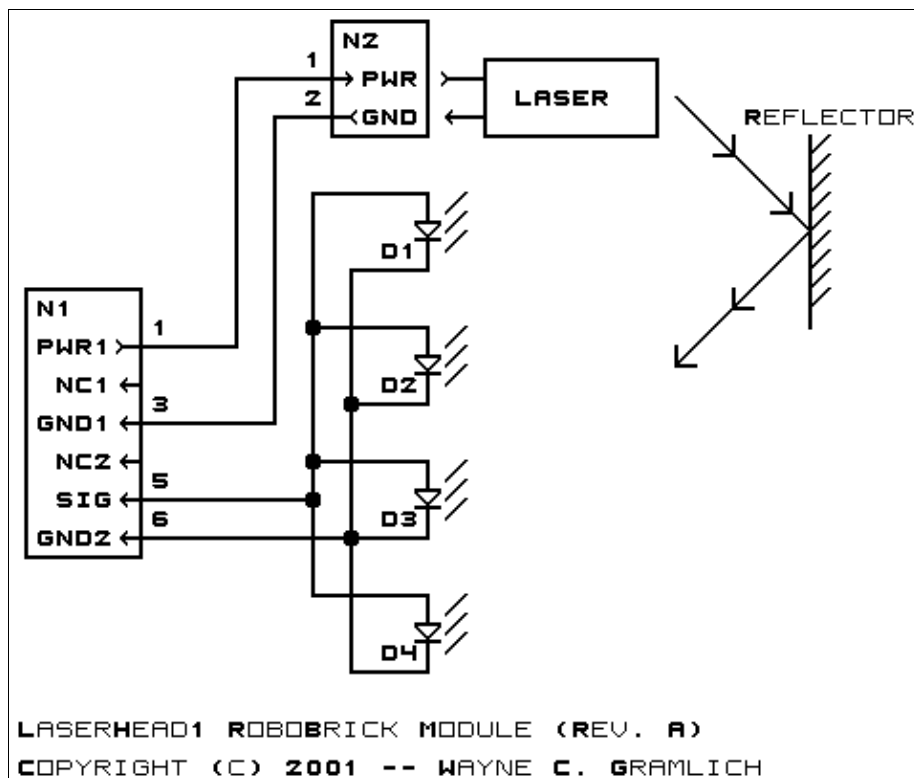 N2
1
PWR
2
GND
LASER
REFLECTOR
D1
N1
1
PWR1
NC1
D2
3
GND1
NC2
5
SIG
D3
6
GND2
D4
LASERHEAD1 ROBOBRICK MODULE (REV. A)
COPYRIGHT (C) 2001 -- WAYNE C. GRAMLICH